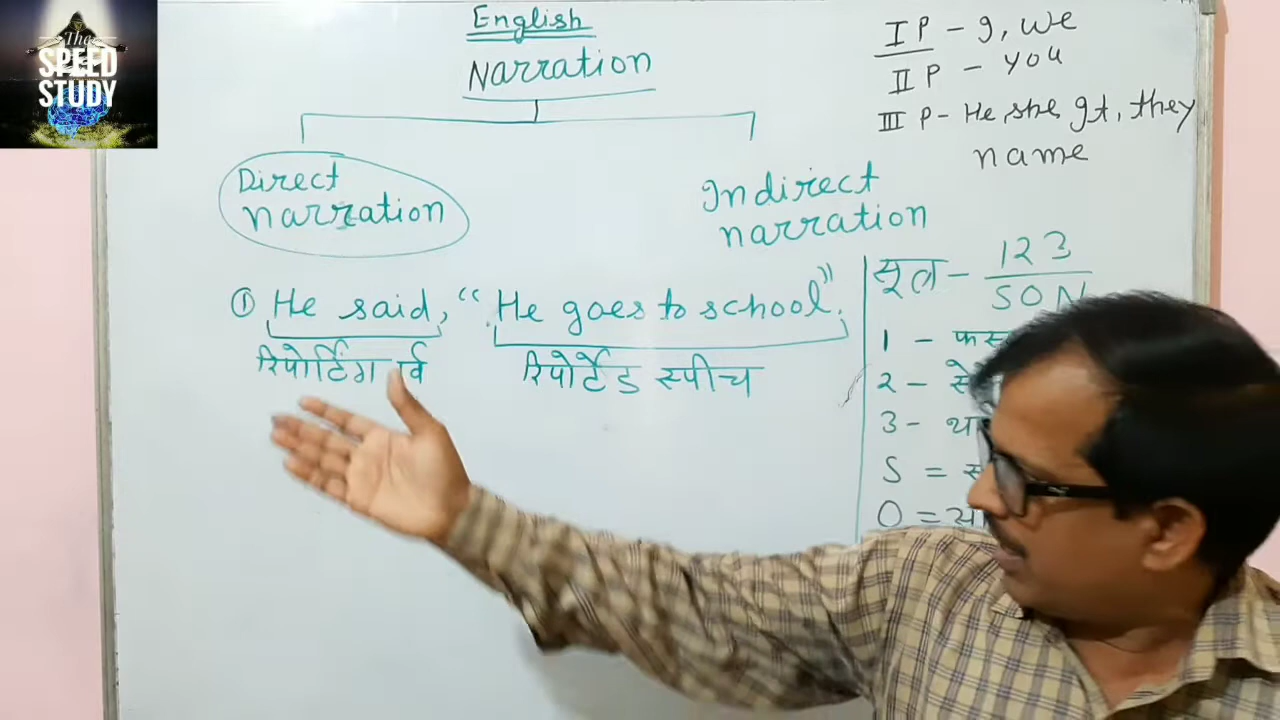 The
SPEED
STUDY
English
Narration
I P - I, we
II P - you
III P - He, she It, they
name
Direct
narration
Indirect
narration
① He said, “He goes to school”.
रिपोर्टिंग र्व
रिपोर्टेड स्पीच
सूत्र - 123
SON
1 -
2 -
3 -
S =
O =